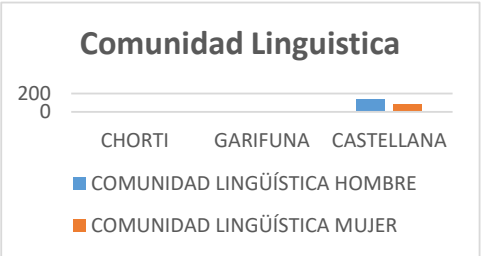 Comunidad Linguistica
200
0
CHORTI GARIFUNA CASTELLANA
COMUNIDAD LINGÜÍSTICA HOMBRE
COMUNIDAD LINGÜÍSTICA MUJER